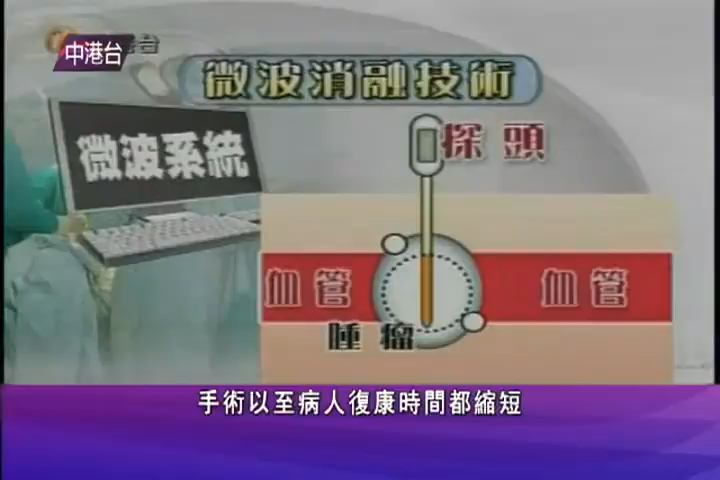 中港台
台
微波消融技術
微波系統
探頭
血管
血管
腫瘤
手術以至病人復康時間都縮短